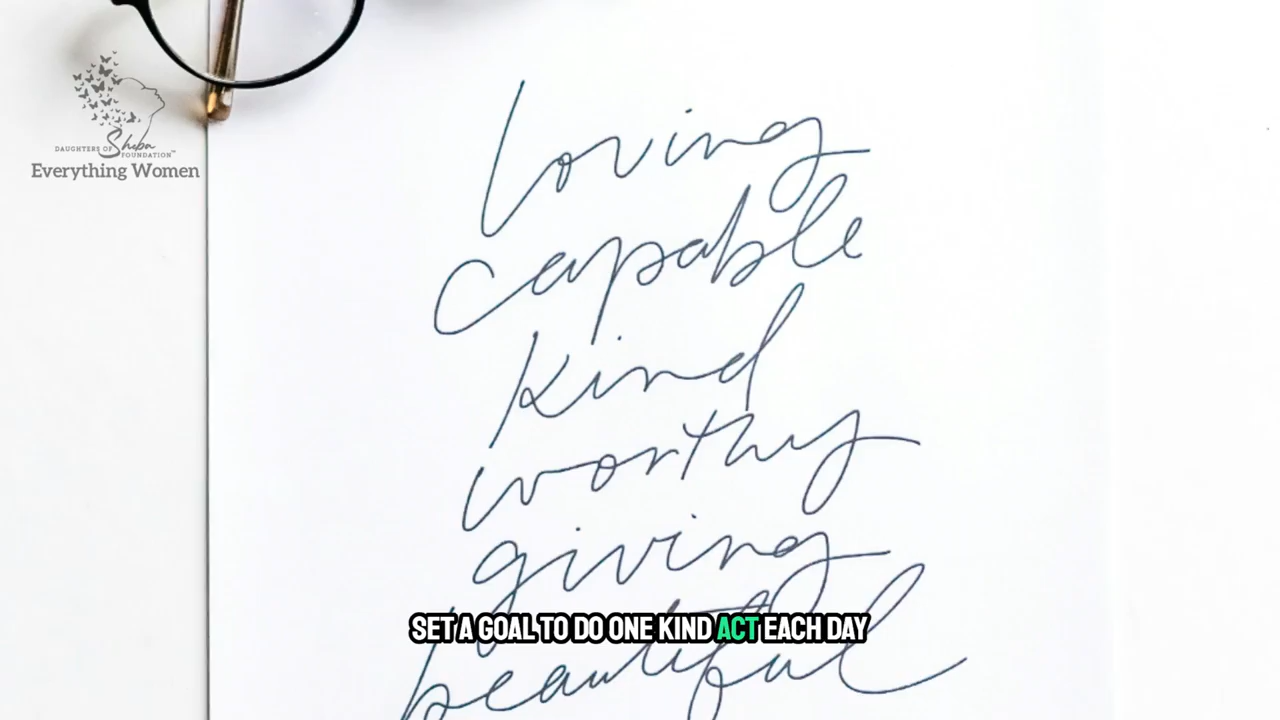 DAUGHTERS OF Sheba
FOUNDATION™
Everything Women
Loving
capable
kind
worthy
giving
beautiful
SET A GOAL TO DO ONE KIND ACT EACH DAY